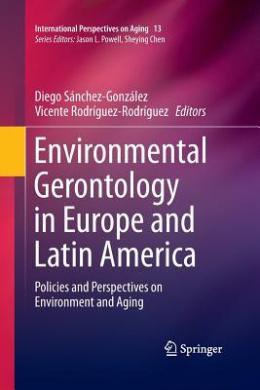 International Perspectives on Aging 13
Series Editors: Jason L. Powell, Sheying Chen
Diego Sánchez-González
Vicente Rodríguez-Rodríguez Editors
Environmental
Gerontology
in Europe and
Latin America
Policies and Perspectives on
Environment and Aging
Springer